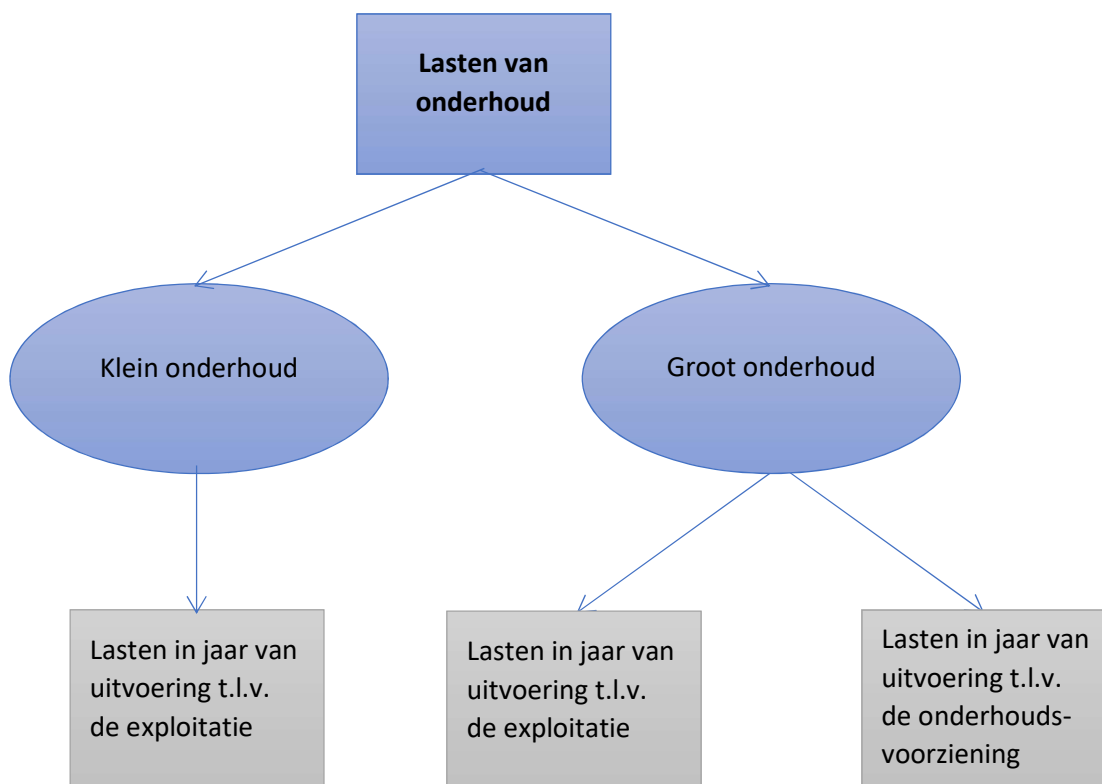 Lasten van
onderhoud
Klein onderhoud
Groot onderhoud
Lasten in jaar van
uitvoering t.l.v.
de exploitatie
Lasten in jaar van
uitvoering t.l.v.
de exploitatie
Lasten in jaar van
uitvoering t.l.v.
de onderhouds-
voorziening